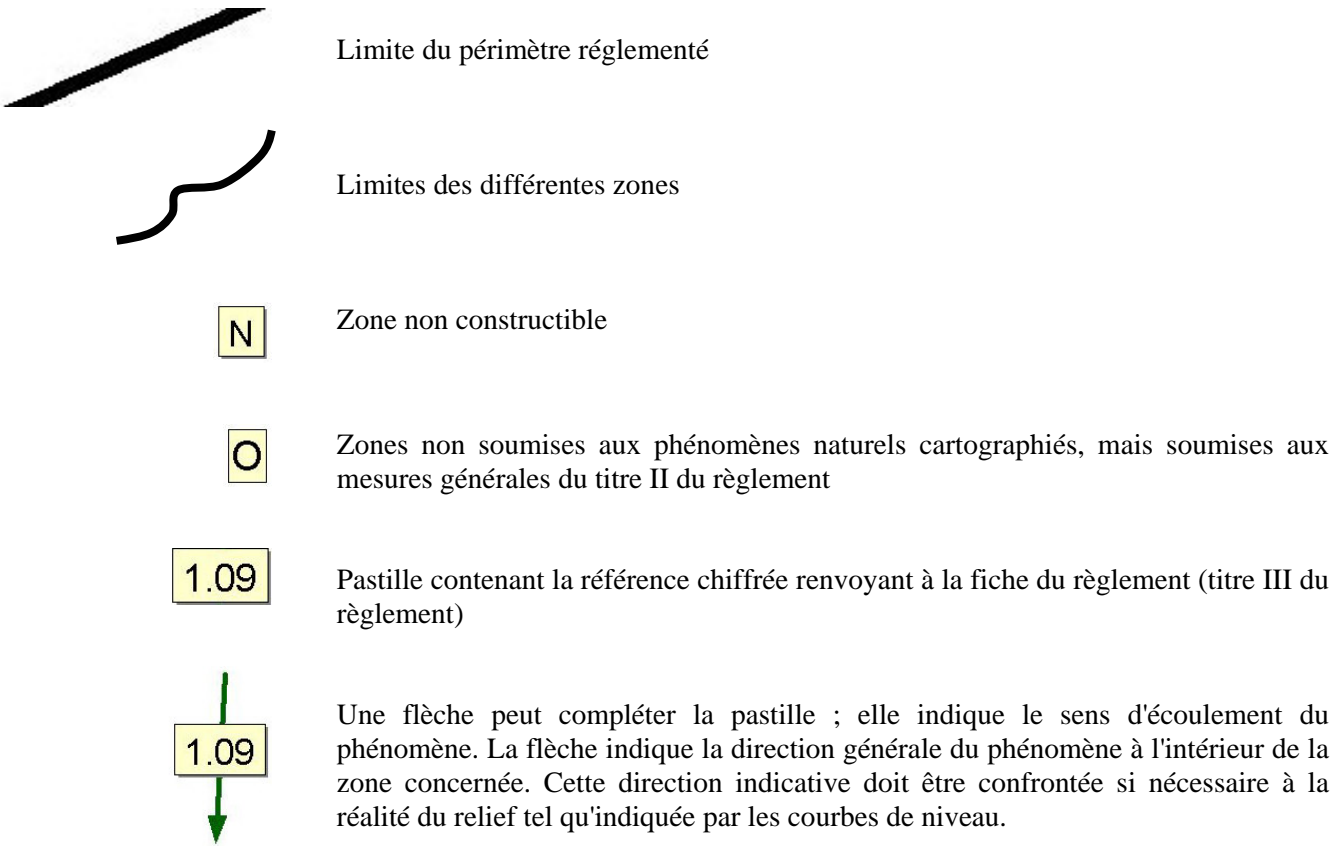 Limite du périmètre réglementé
Limites des différentes zones
N
Zone non constructible
O
Zones non soumises aux phénomènes naturels cartographiés, mais soumises aux
mesures générales du titre II du règlement
1.09
Pastille contenant la référence chiffrée renvoyant à la fiche du règlement (titre III du
règlement)
1.09
Une flèche peut compléter la pastille ; elle indique le sens d'écoulement du
phénomène. La flèche indique la direction générale du phénomène à l'intérieur de la
zone concernée. Cette direction indicative doit être confrontée si nécessaire à la
réalité du relief tel qu'indiquée par les courbes de niveau.